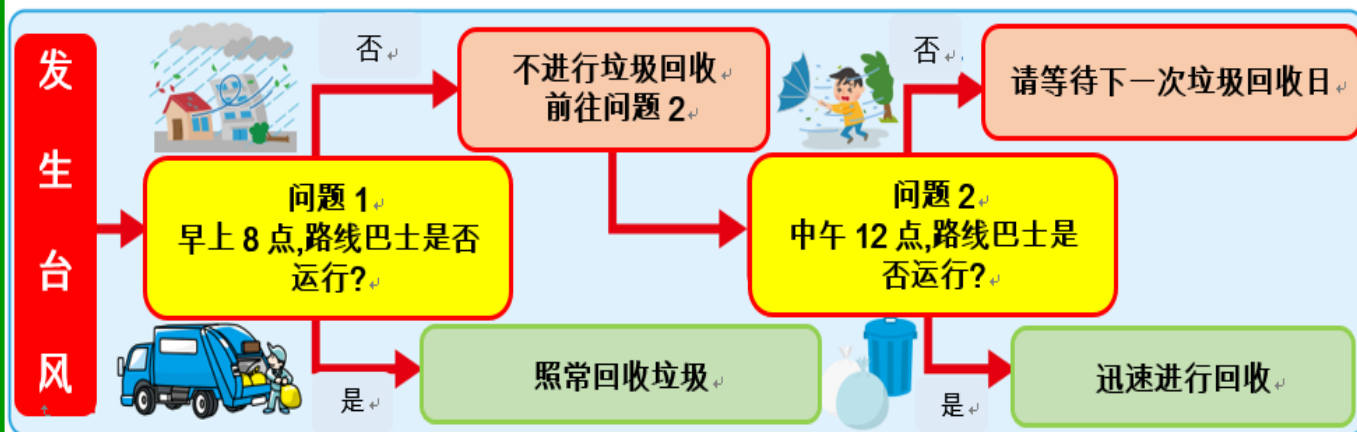 发生台风
否
不进行垃圾回收
前往问题2
否
请等待下一次垃圾回收日
问题1
早上8点,路线巴士是否
运行?
问题2
中午12点,路线巴士是
否运行?
是
照常回收垃圾
是
迅速进行回收